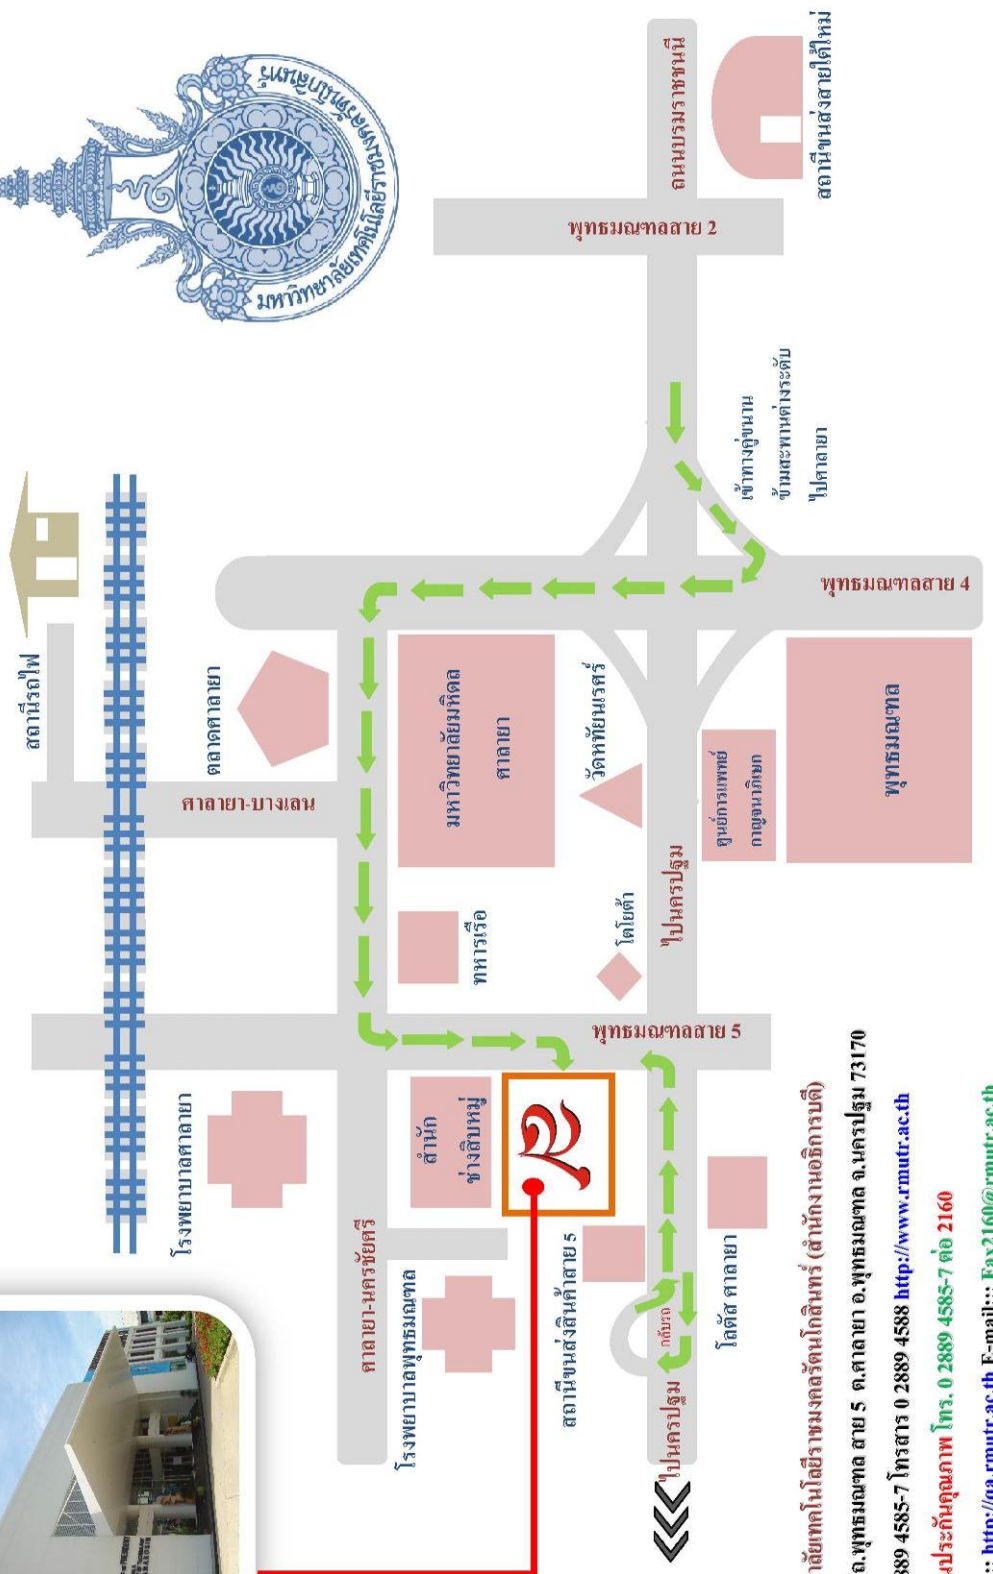 มหาวิทยาลัยเทคโนโลยีราชมงคลรัตนโกสินทร์
สถานีรถไฟ
ตลาดศาลายา
ศาลายา-บางเลน
โรงพยาบาลศาลายา
ถนนบรมราชชนนี
สถานีขนส่งสายใต้ใหม่
พุทธมณฑลสาย 2
เข้าทางคู่ขนาน
ข้ามสะพานต่างระดับ
ไปศาลายา
พุทธมณฑลสาย 4
มหาวิทยาลัยมหิดล
ศาลายา
วัดหทัยนเรศร์
ศูนย์การแพทย์
กาญจนาภิเษก
พุทธมณฑล
ทหารเรือ
โตโยต้า
ไปนครปฐม
พุทธมณฑลสาย 5
สำนัก
ช่างสิบหมู่
ส.
ศาลายา-นครชัยศรี
โรงพยาบาลพุทธมณฑล
สถานีขนส่งสินค้าสาย 5
กลับรถ
โลตัส ศาลายา
ไปนครปฐม
าลัยเทคโนโลยีราชมงคลรัตนโกสินทร์ (สำนักงานอธิการบดี)
ถ.พุทธมณฑล สาย 5 ต.ศาลายา อ.พุทธมณฑล จ.นครปฐม 73170
889 4585-7 โทรสาร 0 2889 4588 http://www.rmutr.ac.th
นประกันคุณภาพ โทร. 0 2889 4585-7 ต่อ 2160
:: http://qa.rmutr.ac.th E-mail:: Fax2160@rmutr.ac.th